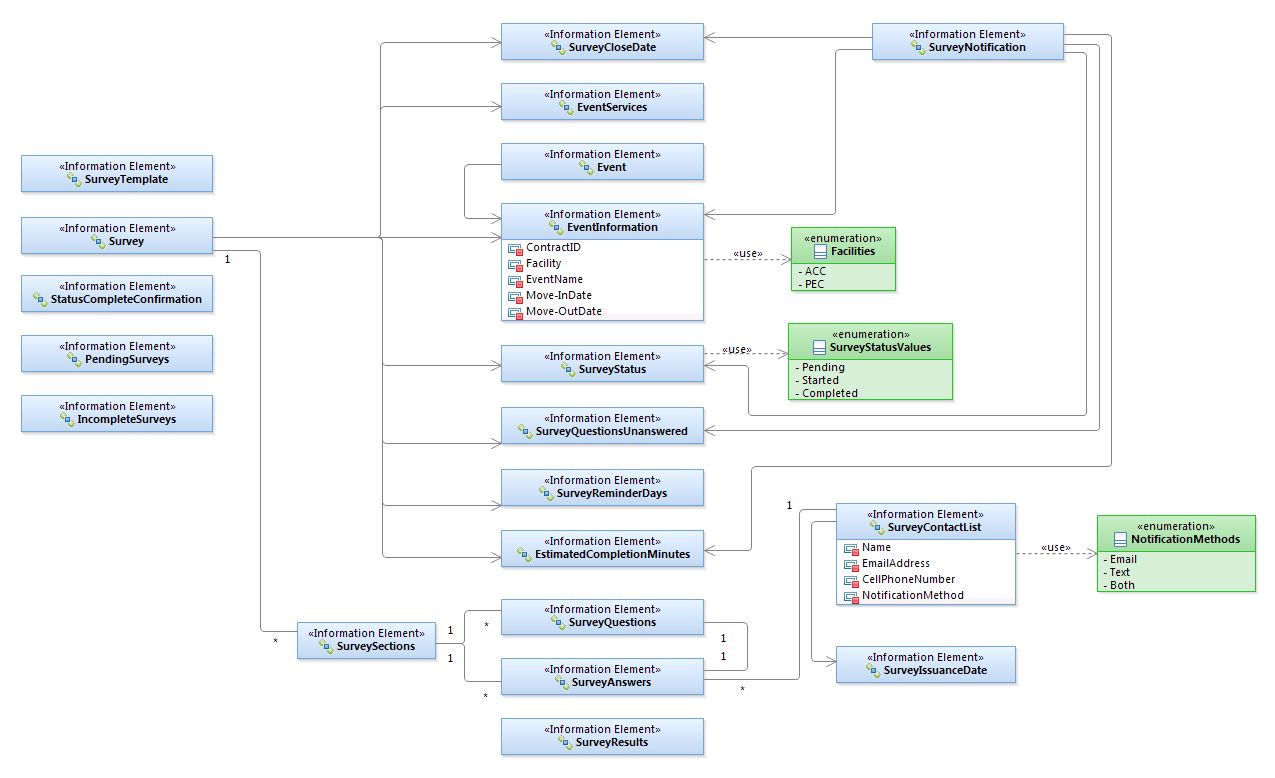 «Information Element»
SurveyCloseDate
«Information Element»
SurveyNotification
«Information Element»
EventServices
«Information Element»
Event
«Information Element»
SurveyTemplate
«Information Element»
EventInformation
ContractID
Facility
EventName
Move-InDate
Move-OutDate
«Information Element»
Survey
1
«use»
«enumeration»
Facilities
- ACC
- PEC
«Information Element»
StatusCompleteConfirmation
«Information Element»
PendingSurveys
«Information Element»
SurveyStatus
«use»
«enumeration»
SurveyStatusValues
- Pending
- Started
- Completed
«Information Element»
IncompleteSurveys
«Information Element»
SurveyQuestionsUnanswered
«Information Element»
SurveyReminderDays
«Information Element»
EstimatedCompletionMinutes
1
«Information Element»
SurveyContactList
Name
EmailAddress
CellPhoneNumber
NotificationMethod
«use»
«enumeration»
NotificationMethods
- Email
- Text
- Both
«Information Element»
SurveyQuestions
*
«Information Element»
SurveySections
1
*
1
1
1
«Information Element»
SurveyAnswers
*
*
«Information Element»
SurveyIssuanceDate
«Information Element»
SurveyResults